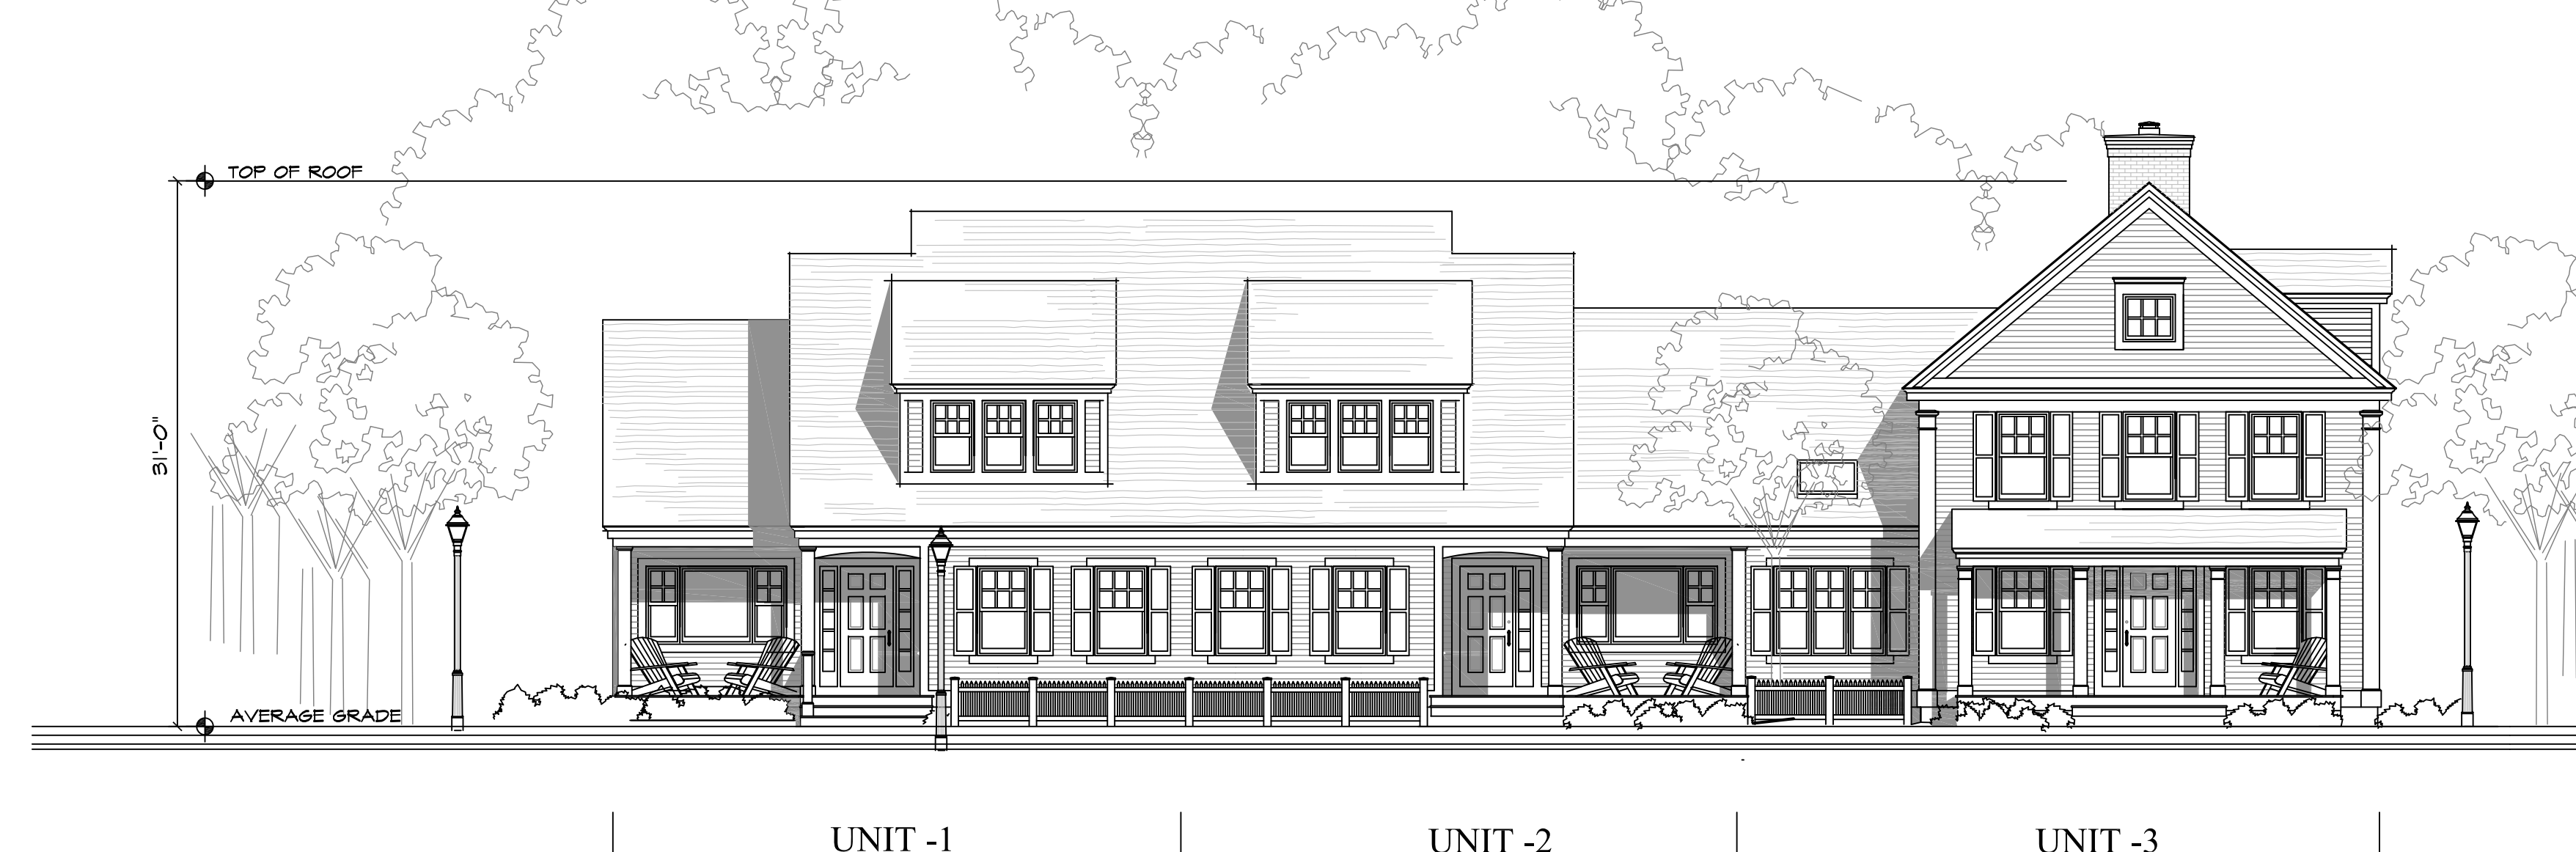 TOP OF ROOF
31'-0"
AVERAGE GRADE
UNIT -1
UNIT -2
UNIT -3